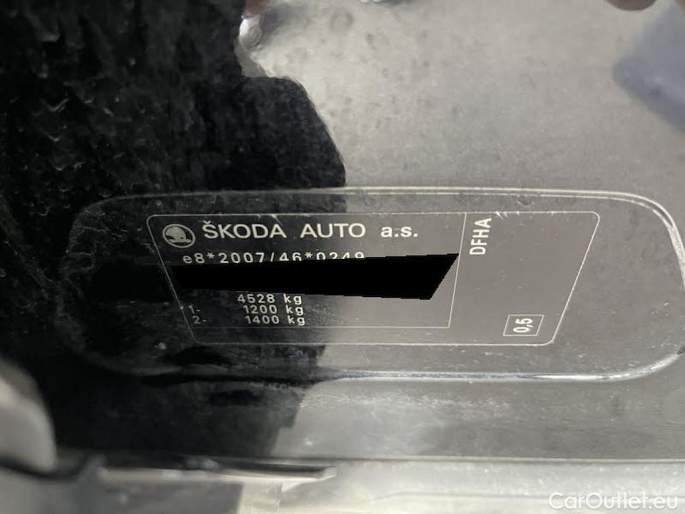 ŠKODA AUTO a.s.
e8*2007/46*0249
4528 kg
1- 1200 kg
2- 1400 kg
DFHA
0,5
CarOutlet.eu